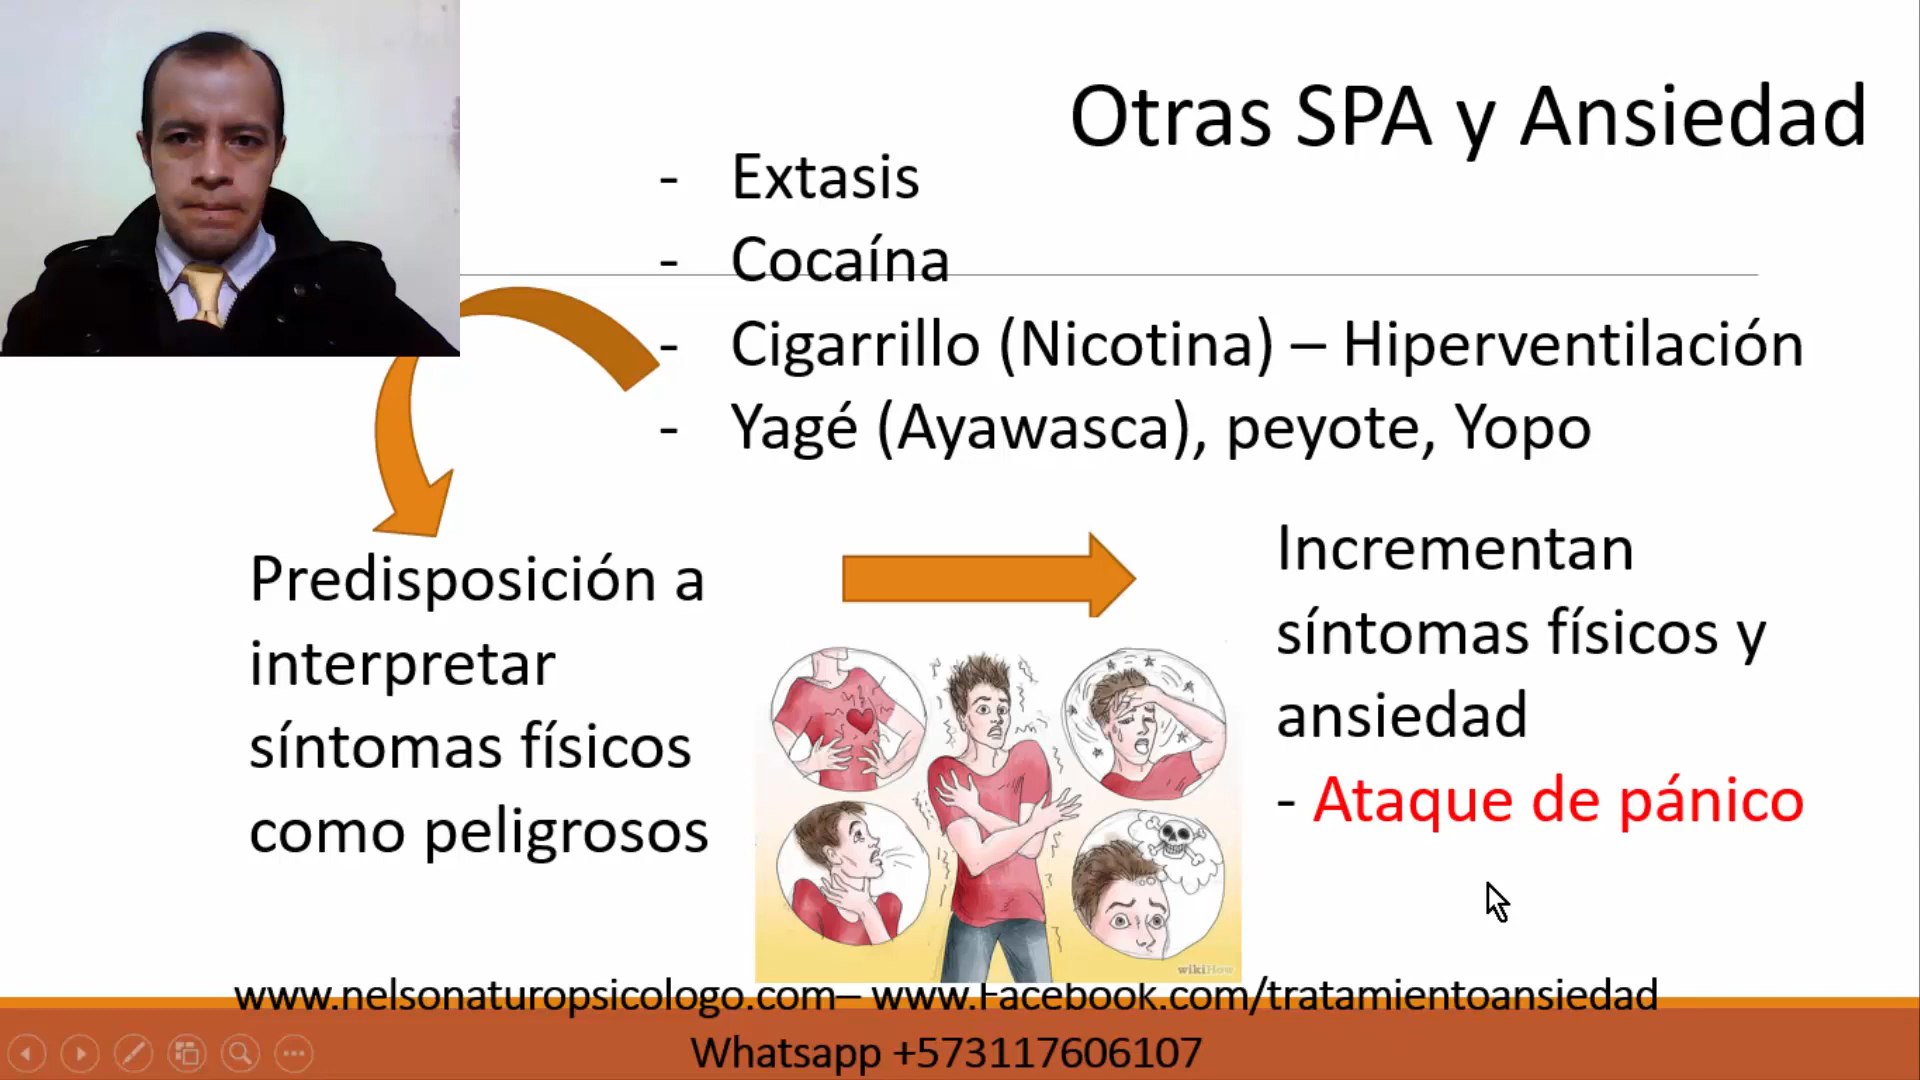 Otras SPA y Ansiedad
- Extasis
- Cocaína
- Cigarrillo (Nicotina) – Hiperventilación
- Yagé (Ayawasca), peyote, Yopo
Predisposición a
interpretar
síntomas físicos
como peligrosos
Incrementan
síntomas físicos y
ansiedad
- Ataque de pánico
wikiHow
www.nelsonaturopsicologo.com– www.Facebook.com/tratamientoansiedad
Whatsapp +573117606107